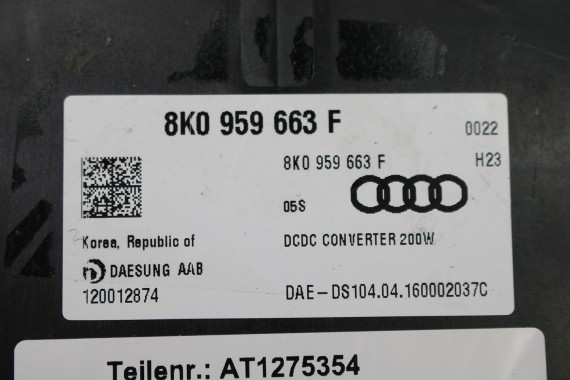 8K0 959 663 F
0022
8K0 959 663 F
H23
05S
Korea, Republic of
DCDC CONVERTER 200W
DAESUNG AAB
120012874
DAE-DS104.04.160002037C
Teilenr.: AT1275354